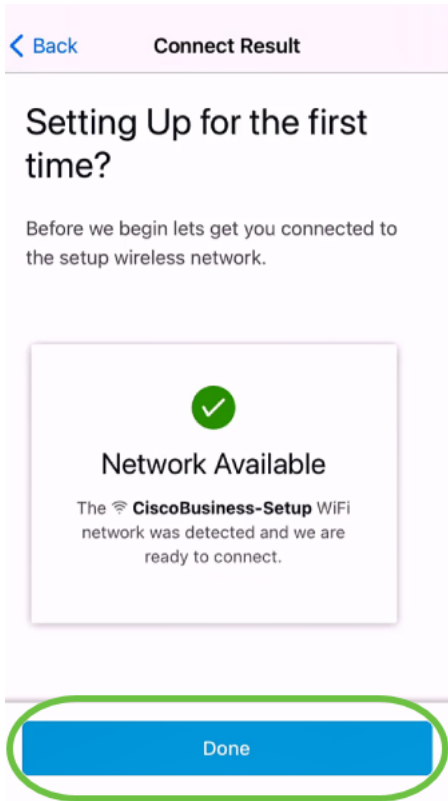 Back
Connect Result
Setting Up for the first
time?
Before we begin lets get you connected to
the setup wireless network.
Network Available
The CiscoBusiness-Setup WiFi
network was detected and we are
ready to connect.
Done